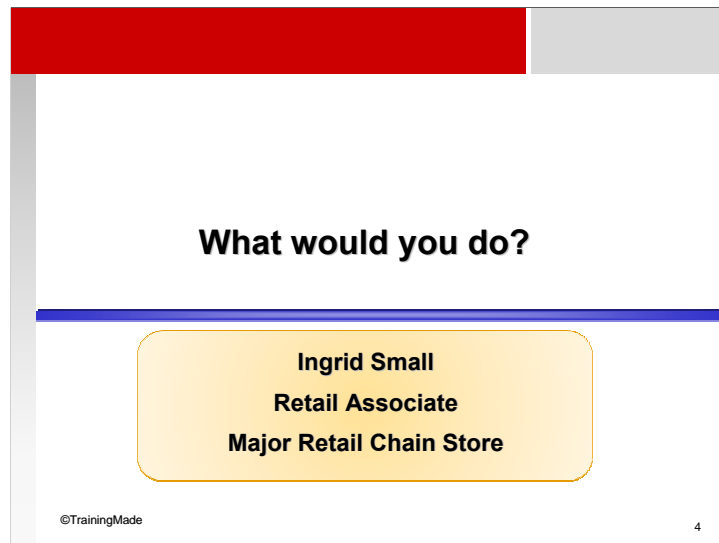 What would you do?
Ingrid Small
Retail Associate
Major Retail Chain Store
©TrainingMade
4